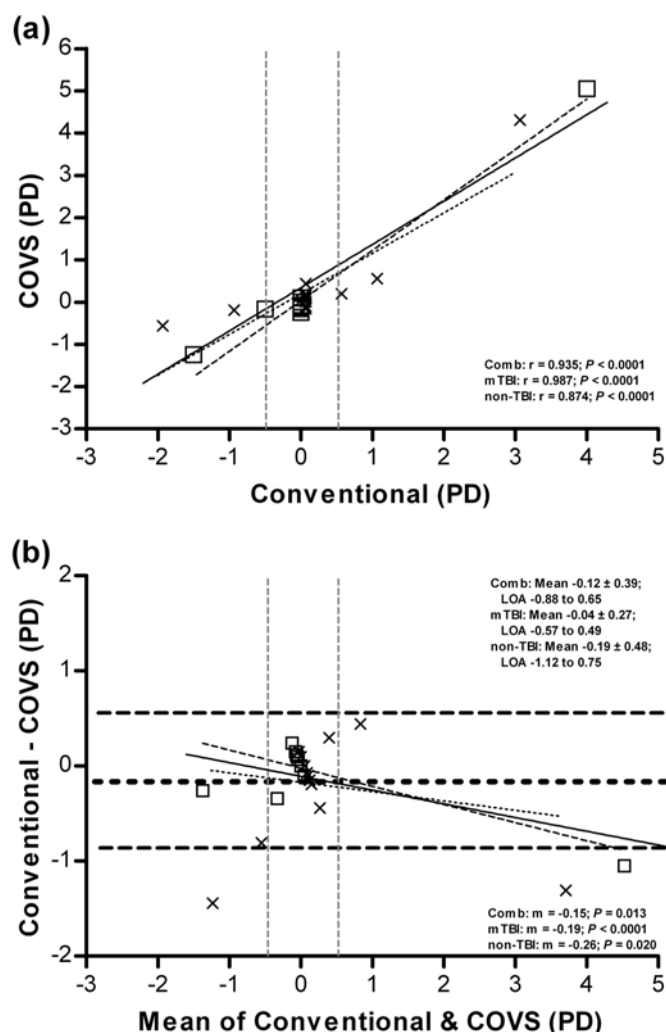 (a)
6
5
4
3
2
1
0
-1
-2
-3
COVS (PD)
Comb: r = 0.935; P < 0.0001
mTBI: r = 0.987; P < 0.0001
non-TBI: r = 0.874; P < 0.0001
-3 -2 -1 0 1 2 3 4 5
Conventional (PD)
(b)
2
1
0
-1
-2
Conventional - COVS (PD)
Comb: Mean -0.12 ± 0.39;
LOA -0.88 to 0.65
mTBI: Mean -0.04 ± 0.27;
LOA -0.57 to 0.49
non-TBI: Mean -0.19 ± 0.48;
LOA -1.12 to 0.75
Comb: m = -0.15; P = 0.013
mTBI: m = -0.19; P < 0.0001
non-TBI: m = -0.26; P = 0.020
-3 -2 -1 0 1 2 3 4 5
Mean of Conventional & COVS (PD)